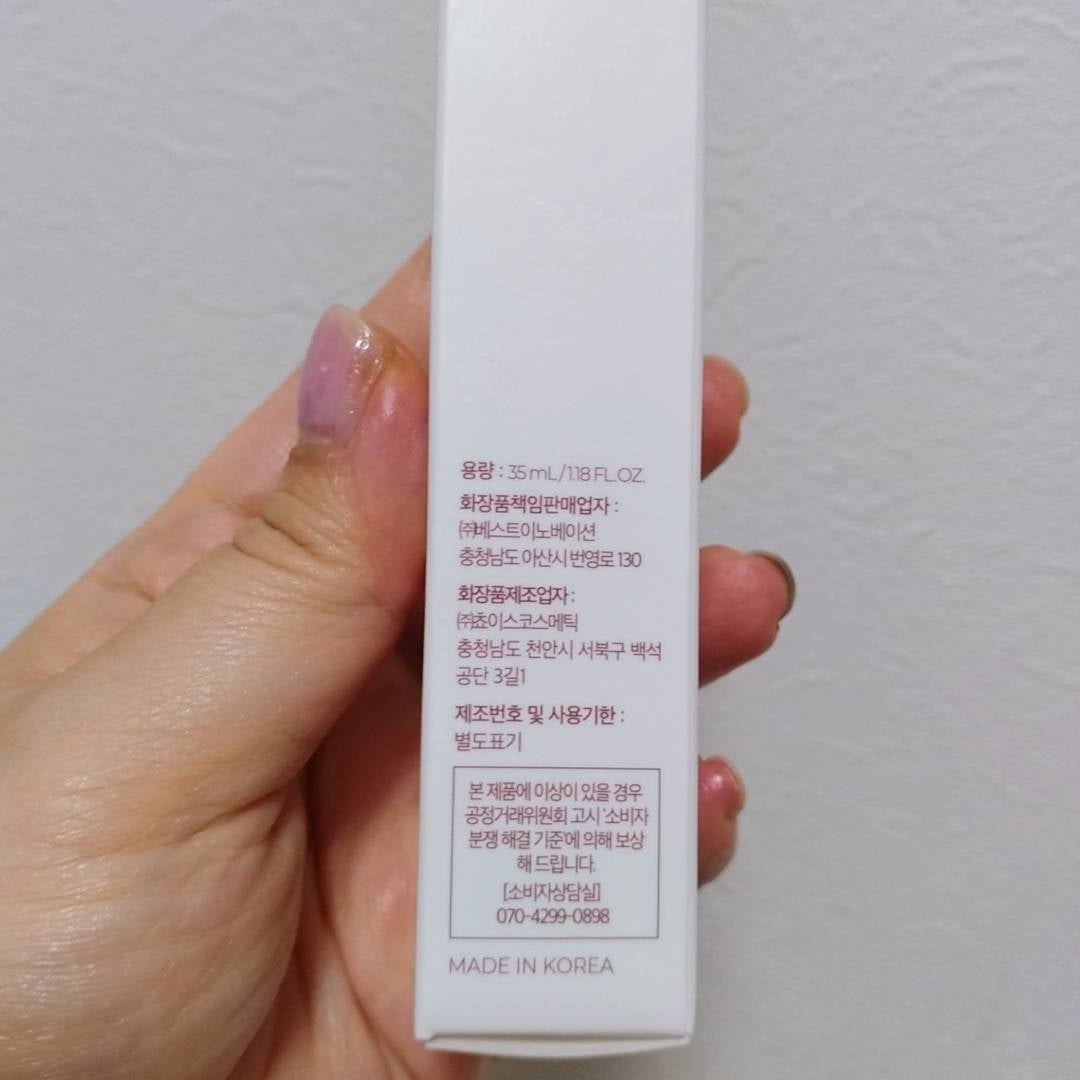 용량 : 35 mL/1.18 FL.OZ.
화장품책임판매업자 :
㈜베스트이노베이션
충청남도 아산시 번영로 130
화장품제조업자 :
㈜쵸이스코스메틱
충청남도 천안시 서북구 백석
공단 3길1
제조번호 및 사용기한 :
별도표기
본 제품에 이상이 있을 경우
공정거래위원회 고시 '소비자
분쟁 해결 기준'에 의해 보상
해 드립니다.
[소비자상담실]
070-4299-0898
MADE IN KOREA